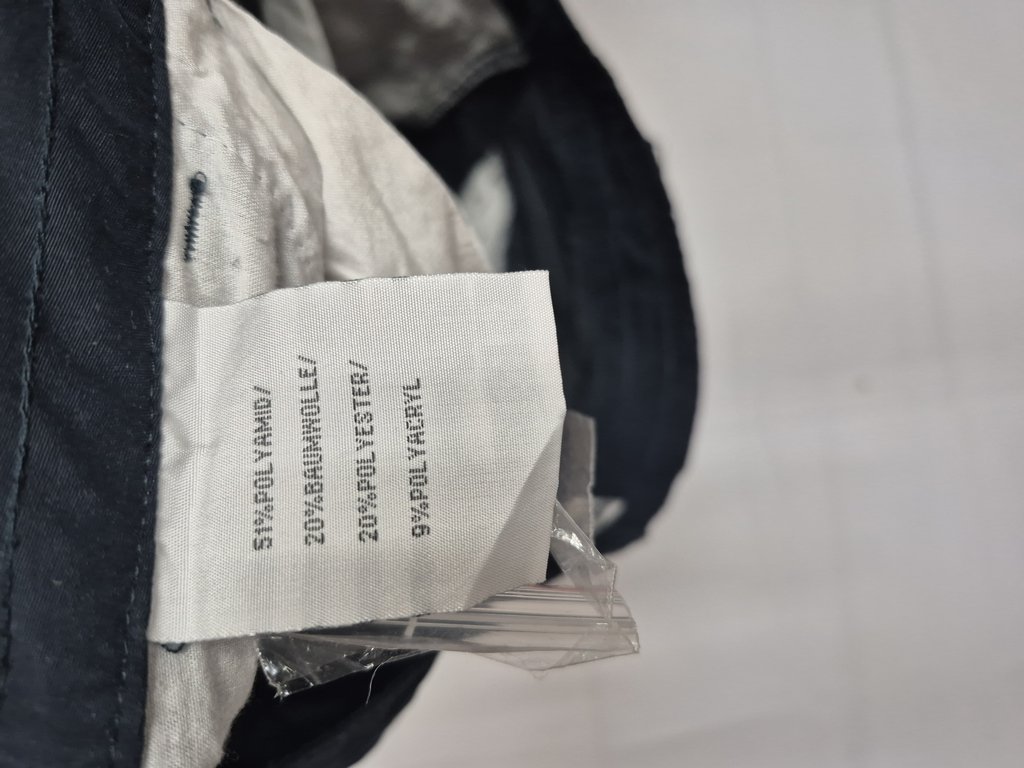 51%POLYAMID/
20%BAUMWOLLE/
20%POLYESTER/
9%POLYACRYL